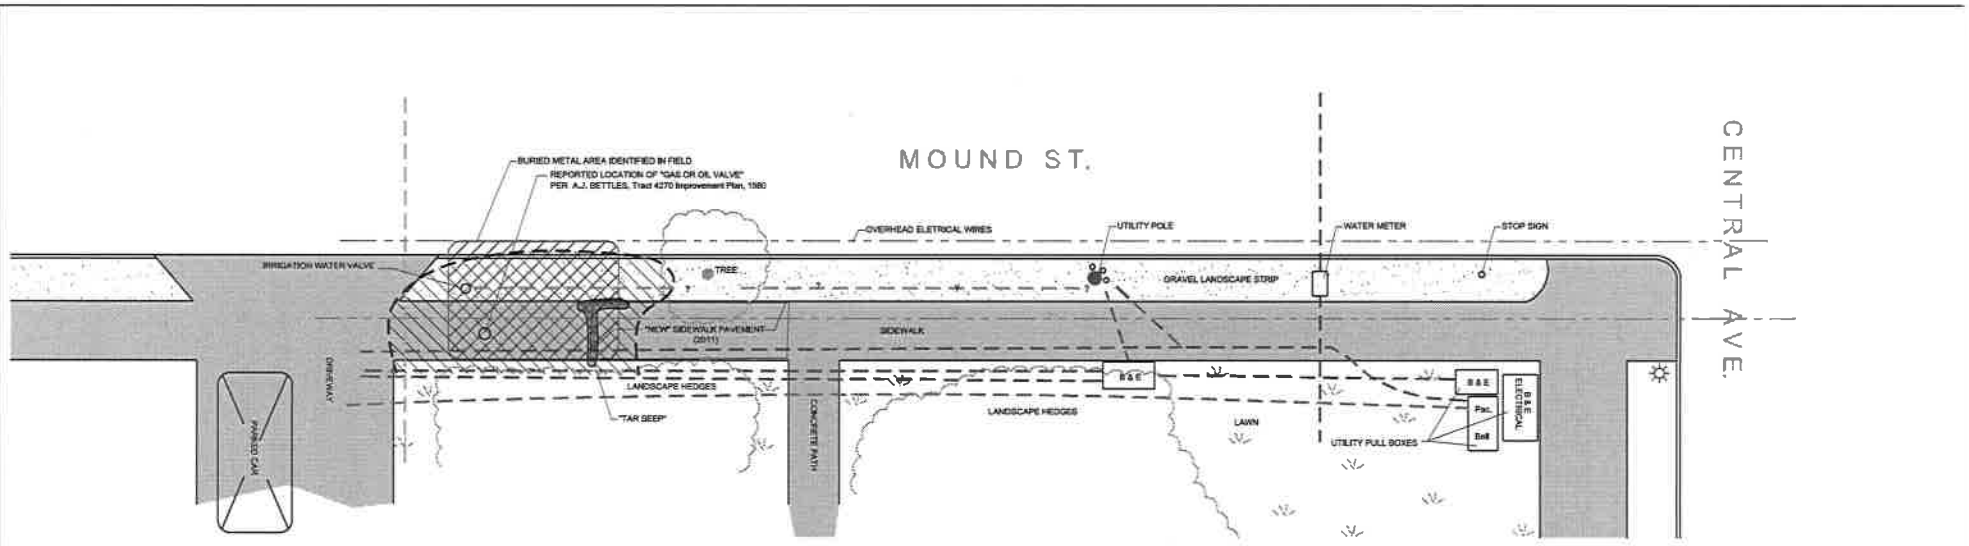 BURIED METAL AREA IDENTIFIED IN FIELD
REPORTED LOCATION OF "GAS OR OIL VALVE"
PER A.J. BETTLES, Tract 4270 Improvement Plan, 1980
MOUND ST.
CENTRAL AVE.
OVERHEAD ELETRICAL WIRES
UTILITY POLE
WATER METER
STOP SIGN
IRRIGATION WATER VALVE
TREE
?
?
?
?
GRAVEL LANDSCAPE STRIP
"NEW" SIDEWALK PAVEMENT
(2011)
SIDEWALK
DRIVEWAY
LANDSCAPE HEDGES
"TAR SEEP"
PARKED CAR
CONCRETE PATH
B & E
LANDSCAPE HEDGES
LAWN
UTILITY PULL BOXES
B & E
Pac.
Bell
B & E
ELECTRICAL